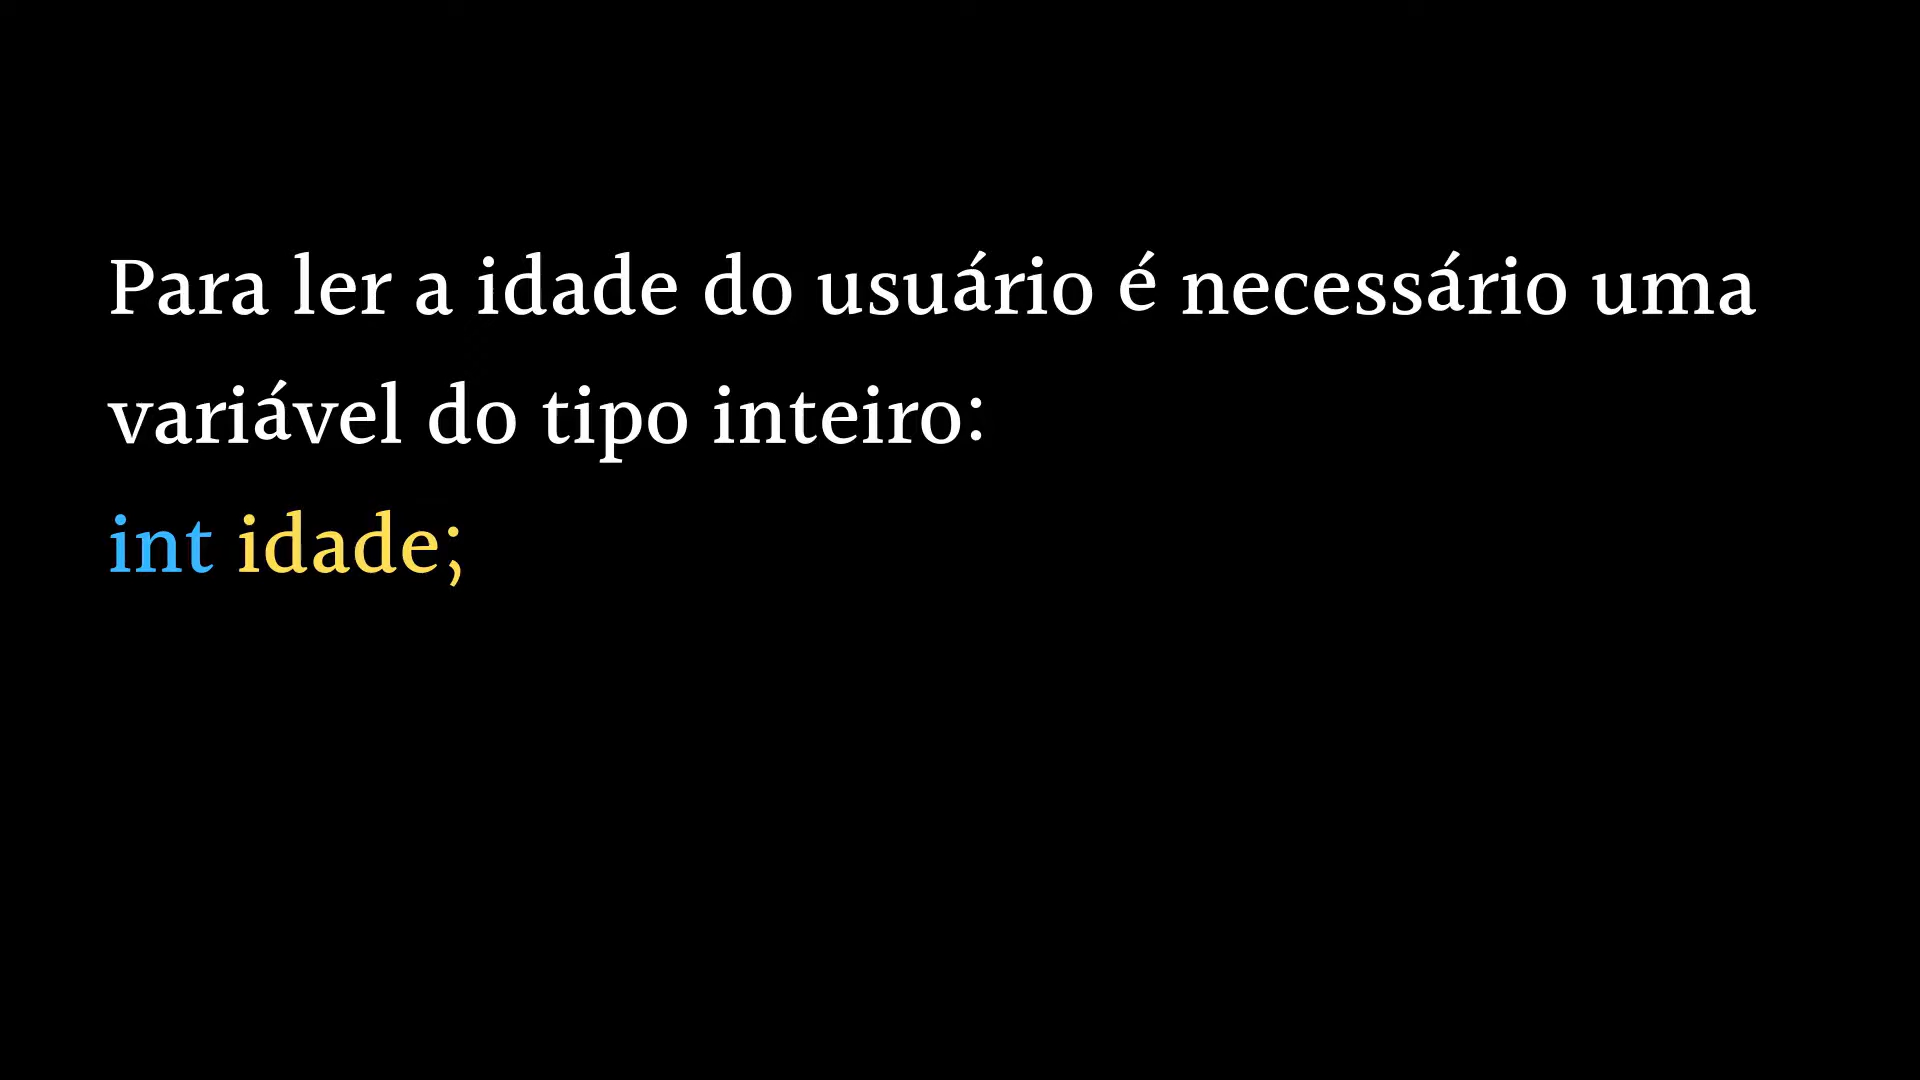 Para ler a idade do usuário é necessário uma
variável do tipo inteiro:
int idade;